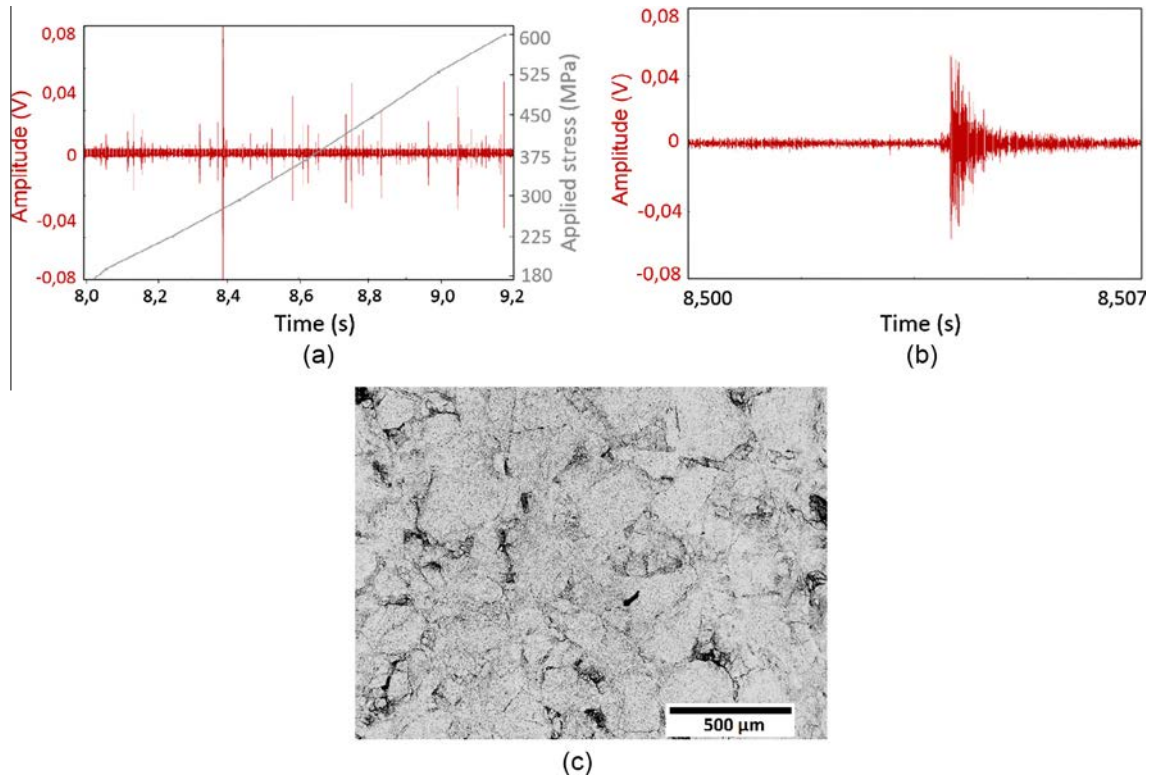 0,08
0,04
0
-0,04
-0,08
Amplitude (V)
8,0 8,2 8,4 8,6 8,8 9,0 9,2
Time (s)
600
525
450
375
300
225
180
Applied stress (MPa)
(a)
0,08
0,04
0
-0,04
-0,08
Amplitude (V)
8,500 8,507
Time (s)
(b)
500 µm
(c)